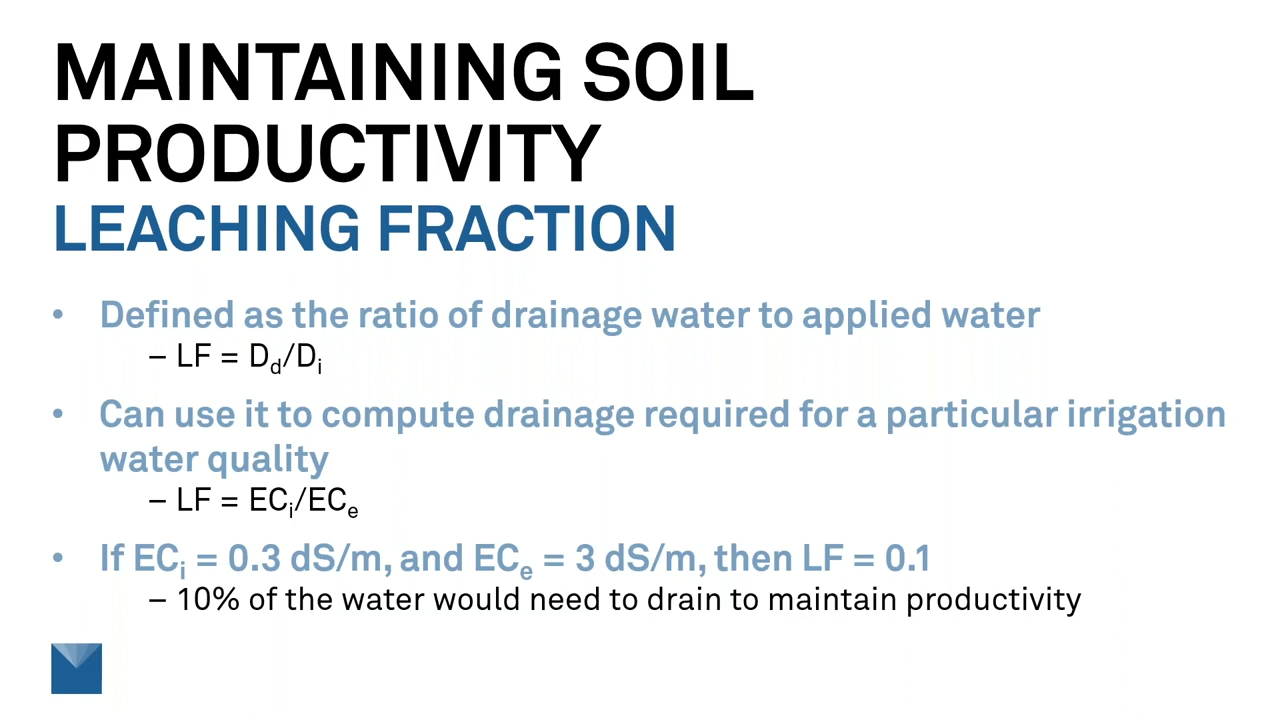 MAINTAINING SOIL
PRODUCTIVITY
LEACHING FRACTION
• Defined as the ratio of drainage water to applied water
– LF = Dd/Di
• Can use it to compute drainage required for a particular irrigation
water quality
– LF = ECi/ECe
• If ECi = 0.3 dS/m, and ECe = 3 dS/m, then LF = 0.1
– 10% of the water would need to drain to maintain productivity